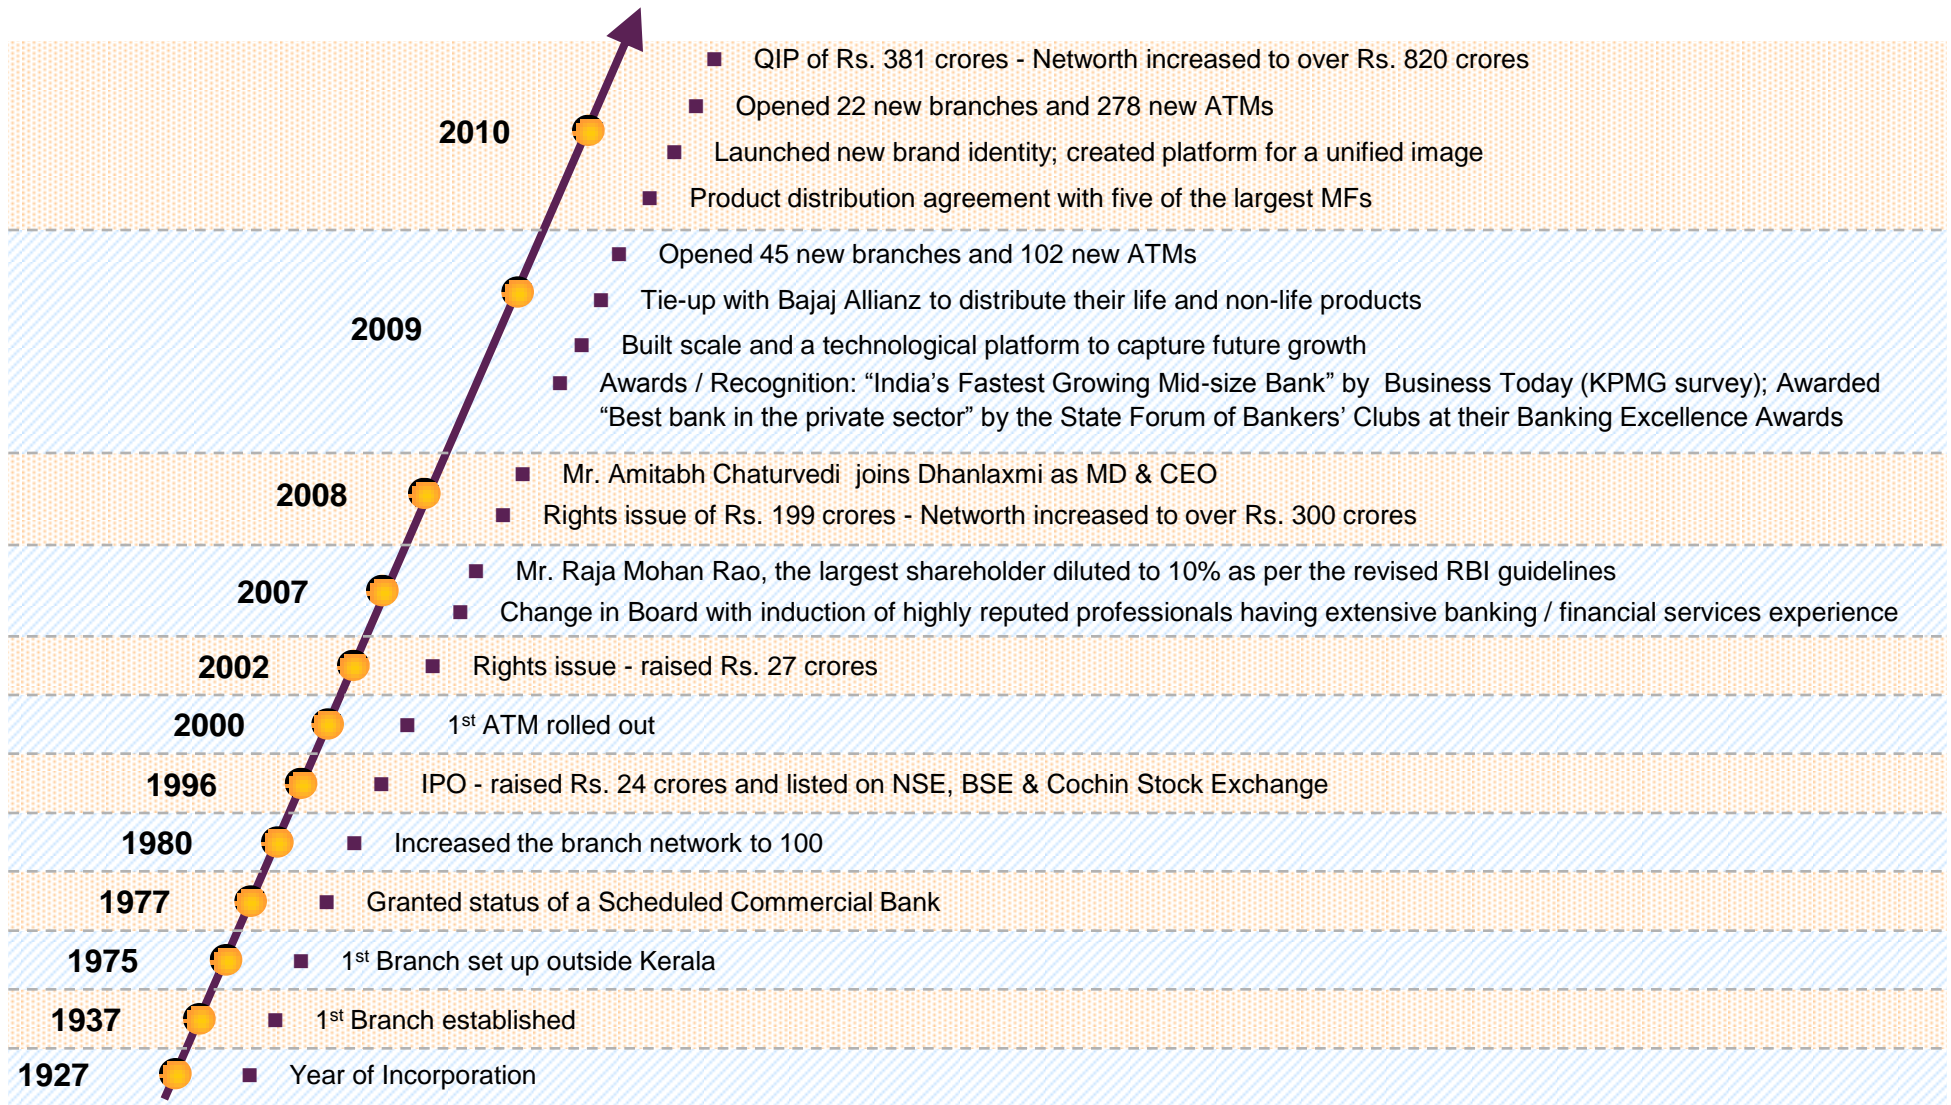 QIP of Rs. 381 crores - Networth increased to over Rs. 820 crores
Opened 22 new branches and 278 new ATMs
2010
Launched new brand identity; created platform for a unified image
Product distribution agreement with five of the largest MFs
Opened 45 new branches and 102 new ATMs
Tie-up with Bajaj Allianz to distribute their life and non-life products
2009
Built scale and a technological platform to capture future growth
Awards / Recognition: “India’s Fastest Growing Mid-size Bank” by Business Today (KPMG survey); Awarded
“Best bank in the private sector” by the State Forum of Bankers’ Clubs at their Banking Excellence Awards
Mr. Amitabh Chaturvedi joins Dhanlaxmi as MD & CEO
2008
Rights issue of Rs. 199 crores - Networth increased to over Rs. 300 crores
Mr. Raja Mohan Rao, the largest shareholder diluted to 10% as per the revised RBI guidelines
2007
Change in Board with induction of highly reputed professionals having extensive banking / financial services experience
2002 Rights issue - raised Rs. 27 crores
2000 1st ATM rolled out
1996 IPO - raised Rs. 24 crores and listed on NSE, BSE & Cochin Stock Exchange
1980 Increased the branch network to 100
1977 Granted status of a Scheduled Commercial Bank
1975 1st Branch set up outside Kerala
1937 1st Branch established
1927 Year of Incorporation